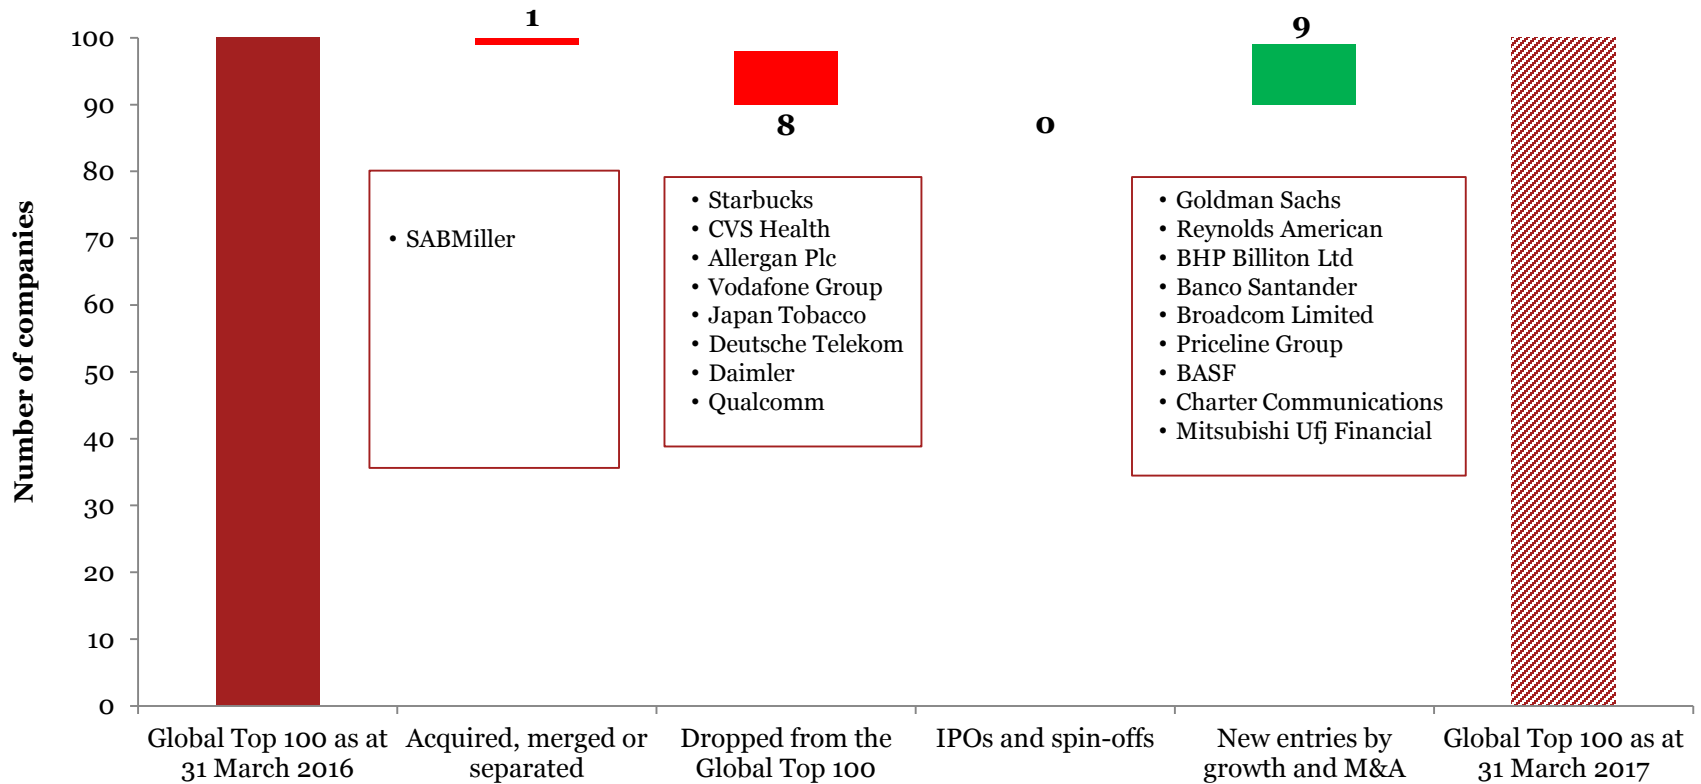 1
9
100
90
8
0
80
70
60
50
40
30
20
10
0
Number of companies
• SABMiller
• Starbucks
• CVS Health
• Allergan Plc
• Vodafone Group
• Japan Tobacco
• Deutsche Telekom
• Daimler
• Qualcomm
• Goldman Sachs
• Reynolds American
• BHP Billiton Ltd
• Banco Santander
• Broadcom Limited
• Priceline Group
• BASF
• Charter Communications
• Mitsubishi Ufj Financial
Global Top 100 as at
31 March 2016
Acquired, merged or
separated
Dropped from the
Global Top 100
IPOs and spin-offs
New entries by
growth and M&A
Global Top 100 as at
31 March 2017